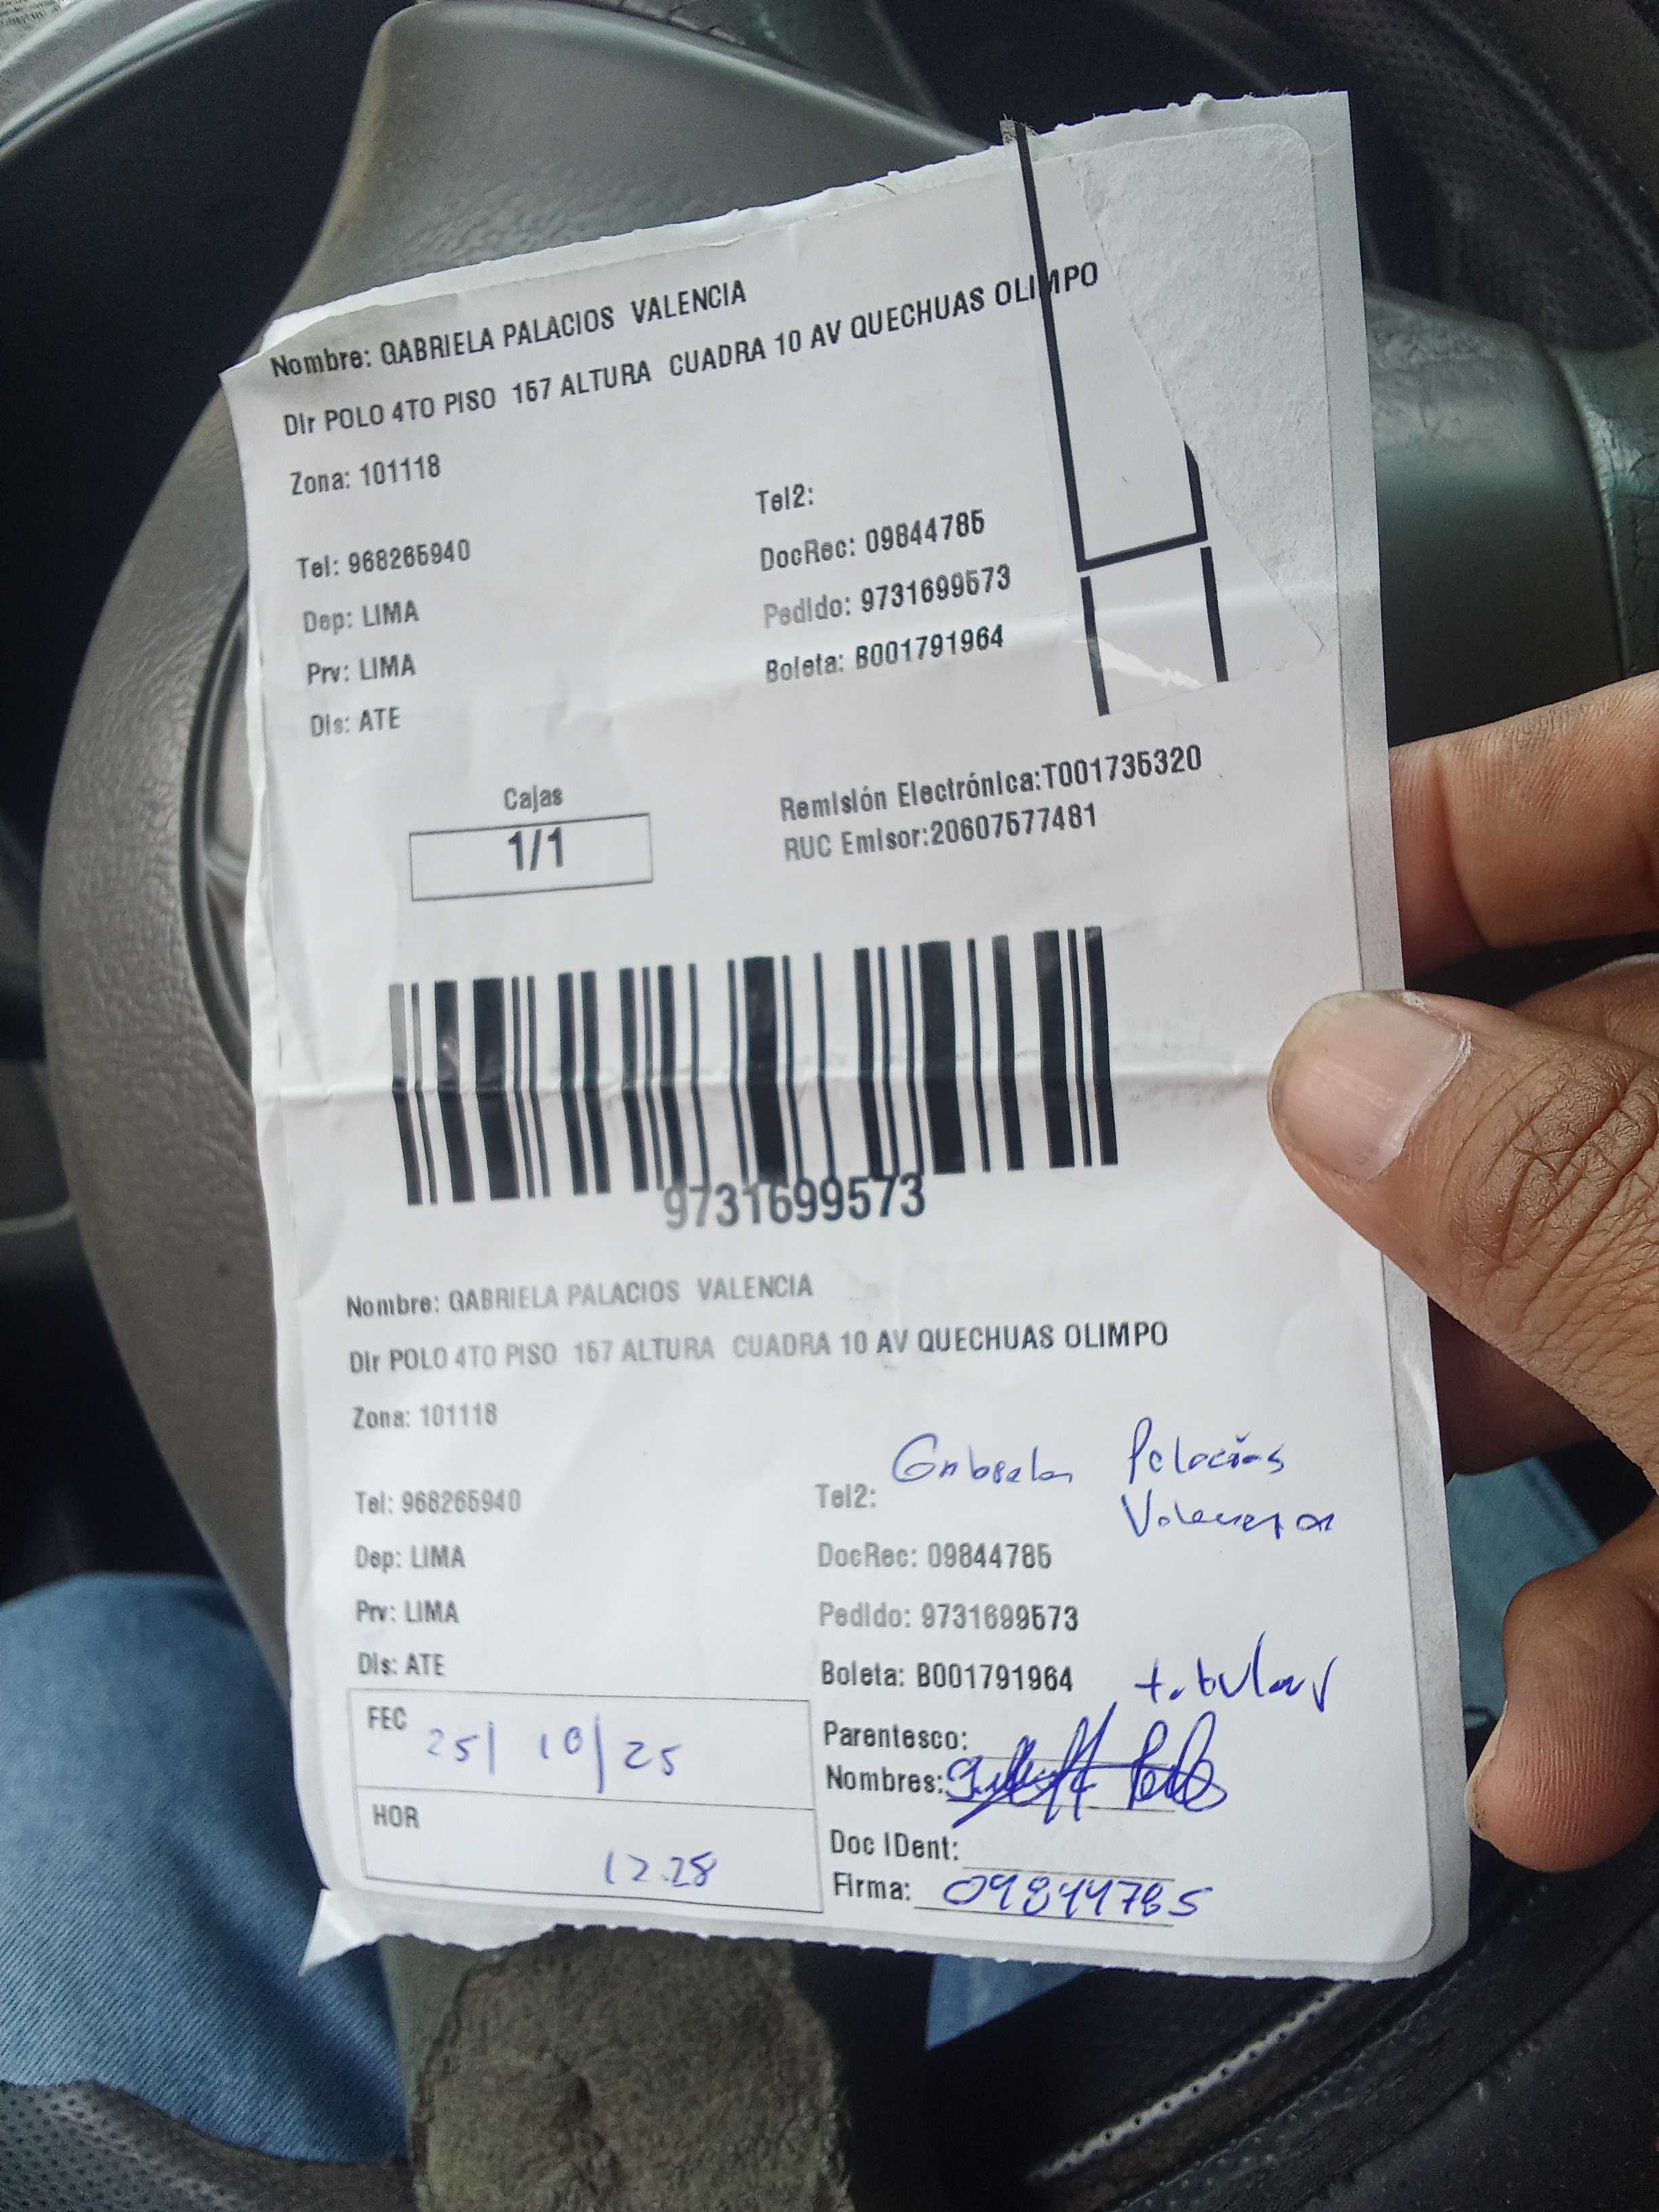 Nombre: GABRIELA PALACIOS VALENCIA
Dir POLO 4TO PISO 157 ALTURA CUADRA 10 AV QUECHUAS OLIMPO
Zona: 101118
Tel: 968265940
Tel2:
Dep: LIMA
DocRec: 09844785
Prv: LIMA
Pedido: 9731699573
Dis: ATE
Boleta: B001791964
Cajas
1/1
Remisión Electrónica:T001735320
RUC Emisor:20607577481
9731699573
Nombre: GABRIELA PALACIOS VALENCIA
Dir POLO 4TO PISO 157 ALTURA CUADRA 10 AV QUECHUAS OLIMPO
Zona: 101118
Gabriela Palacios
Valencia
Tel: 968265940
Tel2:
Dep: LIMA
DocRec: 09844785
Prv: LIMA
Pedido: 9731699573
Dis: ATE
Boleta: B001791964
titular
FEC 25/10/25
Parentesco:
Nombres:
HOR 12.28
Doc IDent:
Firma: 09844785